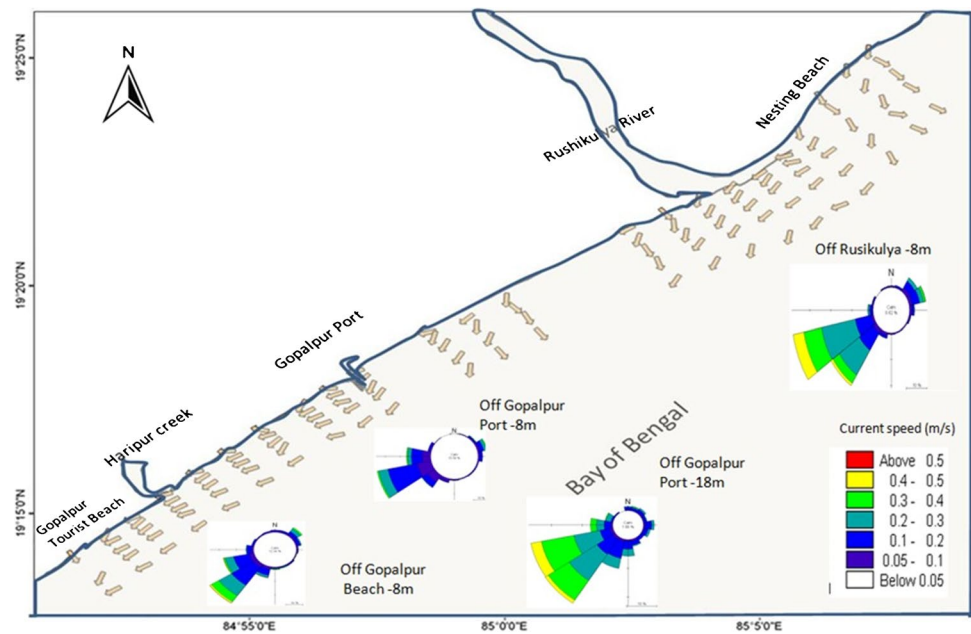 N
19°25'0"N
19°20'0"N
19°15'0"N
Nesting Beach
Rushikulya River
Off Rusikulya -8m
N
Gopalpur Port
Off Gopalpur
Port -8m
N
Haripur creek
Bay of Bengal
Off Gopalpur
Port -18m
N
Gopalpur
Tourist Beach
Off Gopalpur
Beach -8m
Current speed (m/s)
Above 0.5
0.4 - 0.5
0.3 - 0.4
0.2 - 0.3
0.1 - 0.2
0.05 - 0.1
Below 0.05
84°55'0"E
85°0'0"E
85°5'0"E